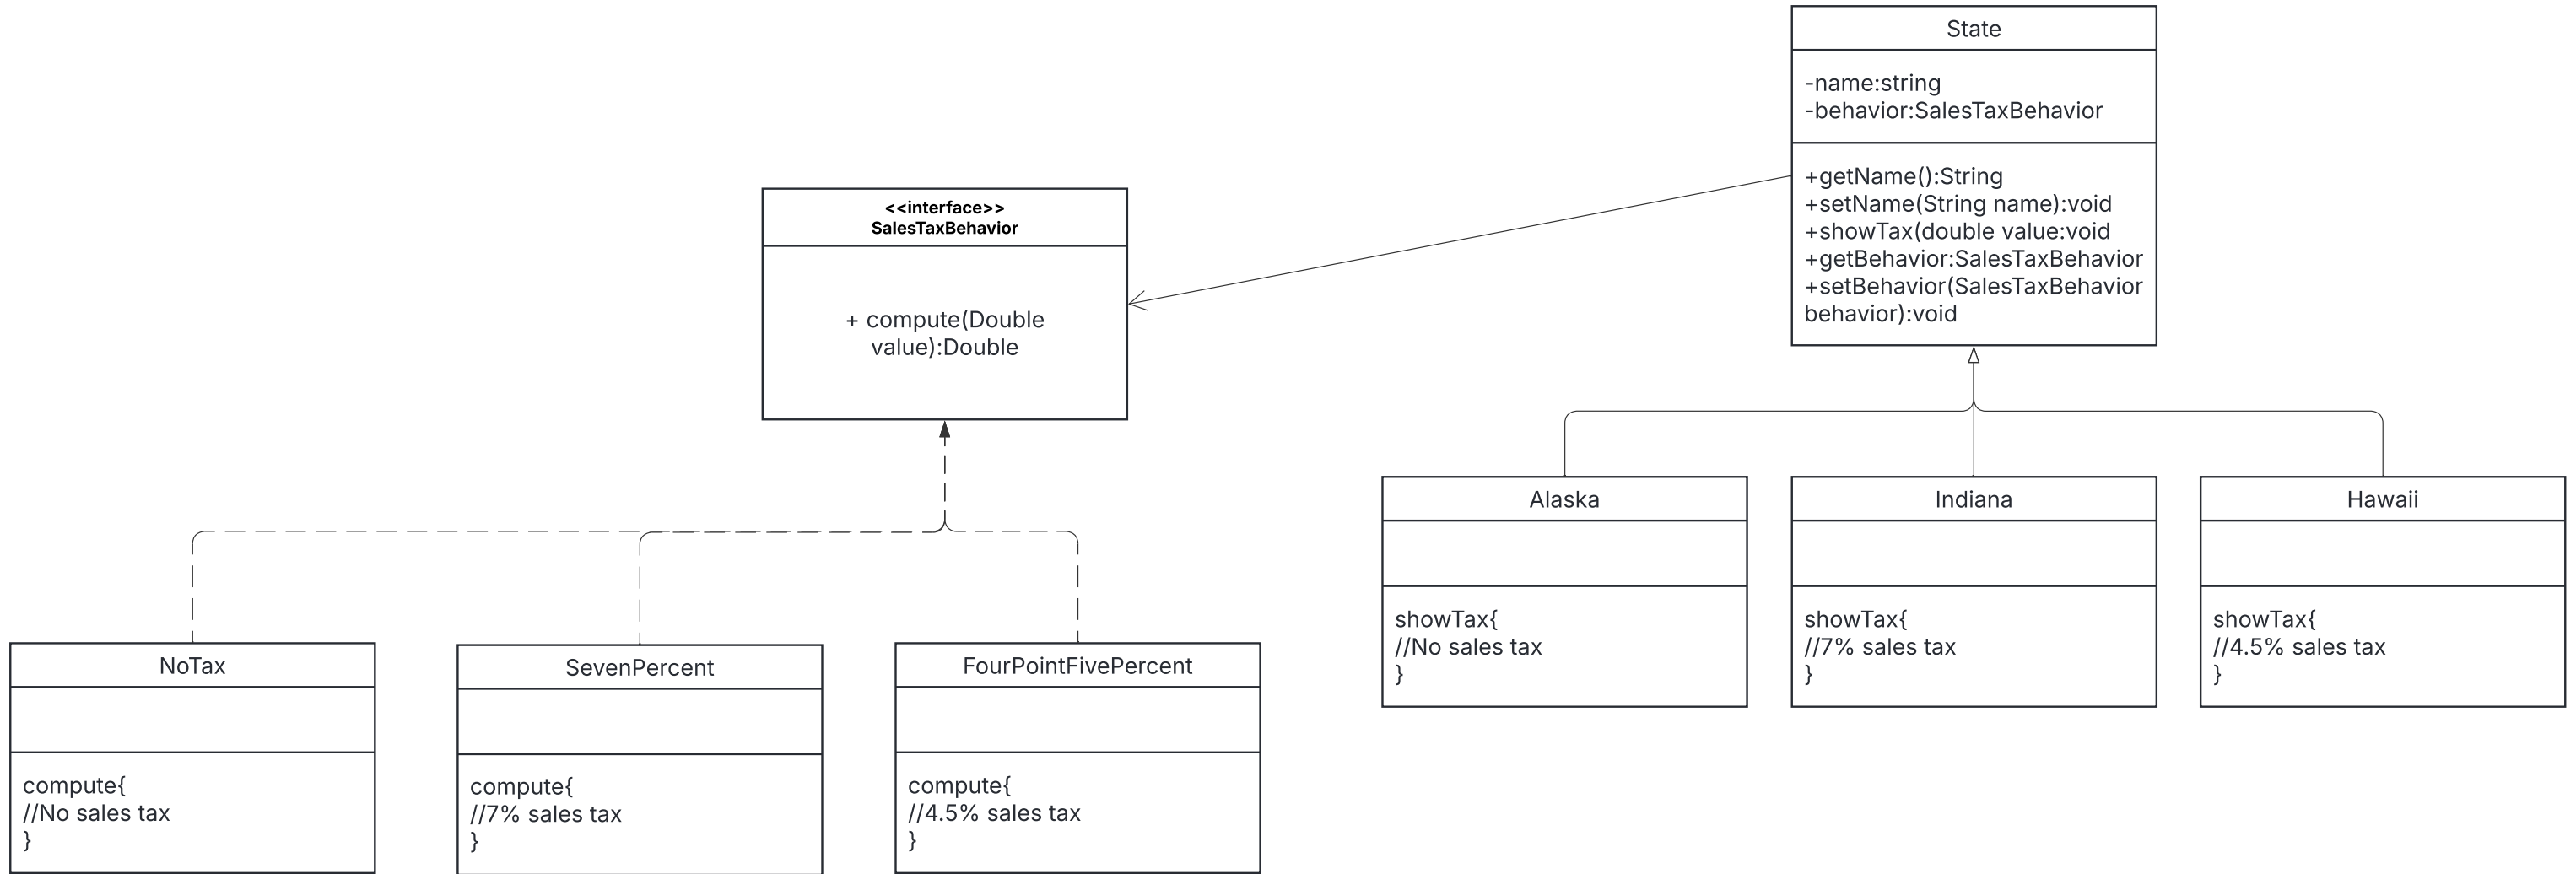 State
-name:string
-behavior:SalesTaxBehavior
+getName():String
+setName(String name):void
+showTax(double value:void
+getBehavior:SalesTaxBehavior
+setBehavior(SalesTaxBehavior
behavior):void
<<interface>>
SalesTaxBehavior
+ compute(Double
value):Double
Alaska
showTax{
//No sales tax
}
Indiana
showTax{
//7% sales tax
}
Hawaii
showTax{
//4.5% sales tax
}
NoTax
compute{
//No sales tax
}
SevenPercent
compute{
//7% sales tax
}
FourPointFivePercent
compute{
//4.5% sales tax
}